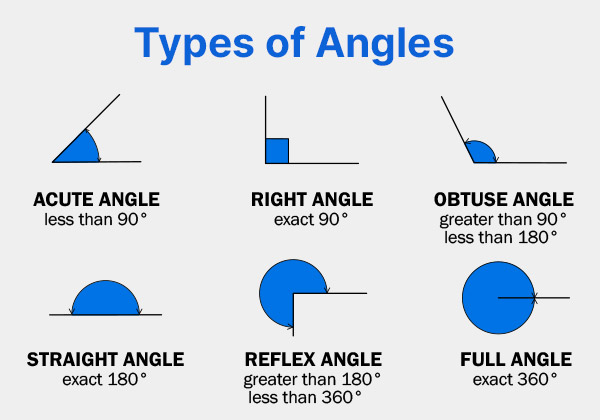 Types of Angles
ACUTE ANGLE
less than 90°
RIGHT ANGLE
exact 90°
OBTUSE ANGLE
greater than 90°
less than 180°
STRAIGHT ANGLE
exact 180°
REFLEX ANGLE
greater than 180°
less than 360°
FULL ANGLE
exact 360°